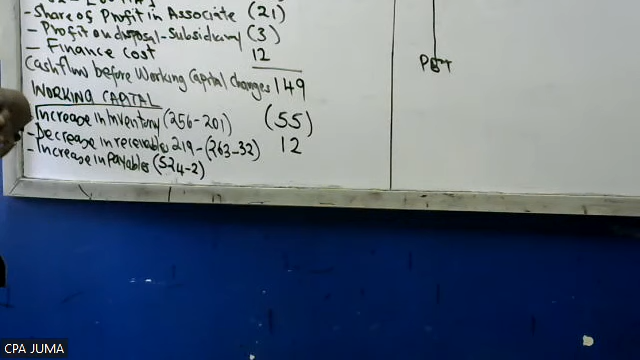 - Share of Profit in Associate (21)
- Profit on disposal - Subsidiary (3)
- Finance cost 12
Cashflow before Working Capital changes 149
WORKING CAPITAL
- Increase in Inventory (256-201) (55)
- Decrease in receivables 219-(263-32) 12
- Increase in payables (524-2)
PBT
CPA JUMA